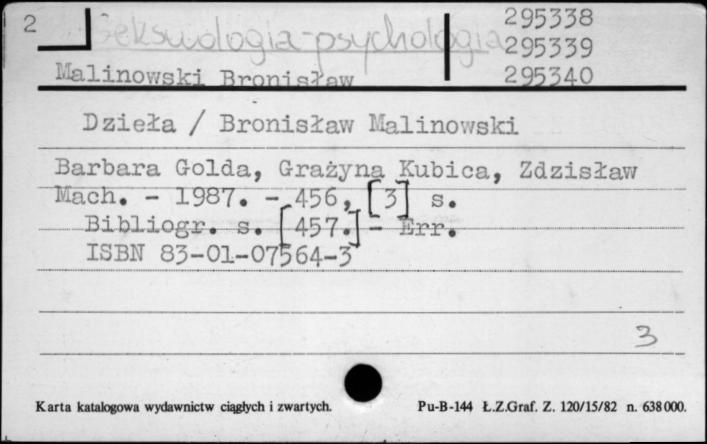 2
Seksuologia-psychologia
295338
295339
Malinowski Bronisław
295340
Dzieła / Bronisław Malinowski
Barbara Golda, Grażyna Kubica, Zdzisław
Mach. - 1987. - 456, [3] s.
Bibliogr. s. [457.] - Err.
ISBN 83-01-07564-3
3
Karta katalogowa wydawnictw ciągłych i zwartych.
Pu-B-144 Ł.Z.Graf. Z. 120/15/82 n. 638000.